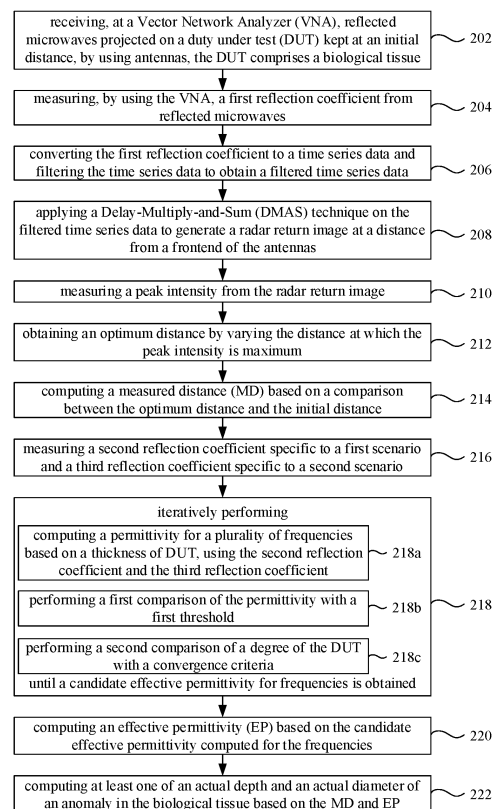 receiving, at a Vector Network Analyzer (VNA), reflected
microwaves projected on a duty under test (DUT) kept at an initial
distance, by using antennas, the DUT comprises a biological tissue
202
measuring, by using the VNA, a first reflection coefficient from
reflected microwaves
204
converting the first reflection coefficient to a time series data and
filtering the time series data to obtain a filtered time series data
206
applying a Delay-Multiply-and-Sum (DMAS) technique on the
filtered time series data to generate a radar return image at a distance
from a frontend of the antennas
208
measuring a peak intensity from the radar return image
210
obtaining an optimum distance by varying the distance at which the
peak intensity is maximum
212
computing a measured distance (MD) based on a comparison
between the optimum distance and the initial distance
214
measuring a second reflection coefficient specific to a first scenario
and a third reflection coefficient specific to a second scenario
216
iteratively performing
computing a permittivity for a plurality of frequencies
based on a thickness of DUT, using the second reflection
coefficient and the third reflection coefficient
218a
performing a first comparison of the permittivity with a
first threshold
218b
performing a second comparison of a degree of the DUT
with a convergence criteria
218c
until a candidate effective permittivity for frequencies is obtained
218
computing an effective permittivity (EP) based on the candidate
effective permittivity computed for the frequencies
220
computing at least one of an actual depth and an actual diameter of
an anomaly in the biological tissue based on the MD and EP
222